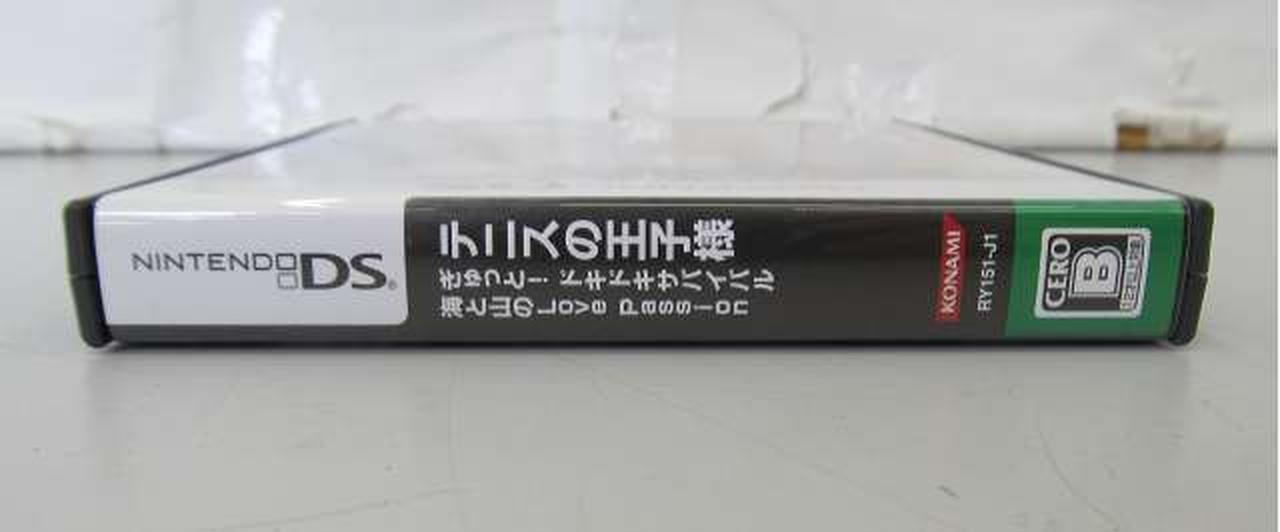 NINTENDO DS®
テニスの王子様
ぎゅっと! ドキドキサバイバル
海と山のLove Passion
KONAMI
RY151-J1
CERO
B